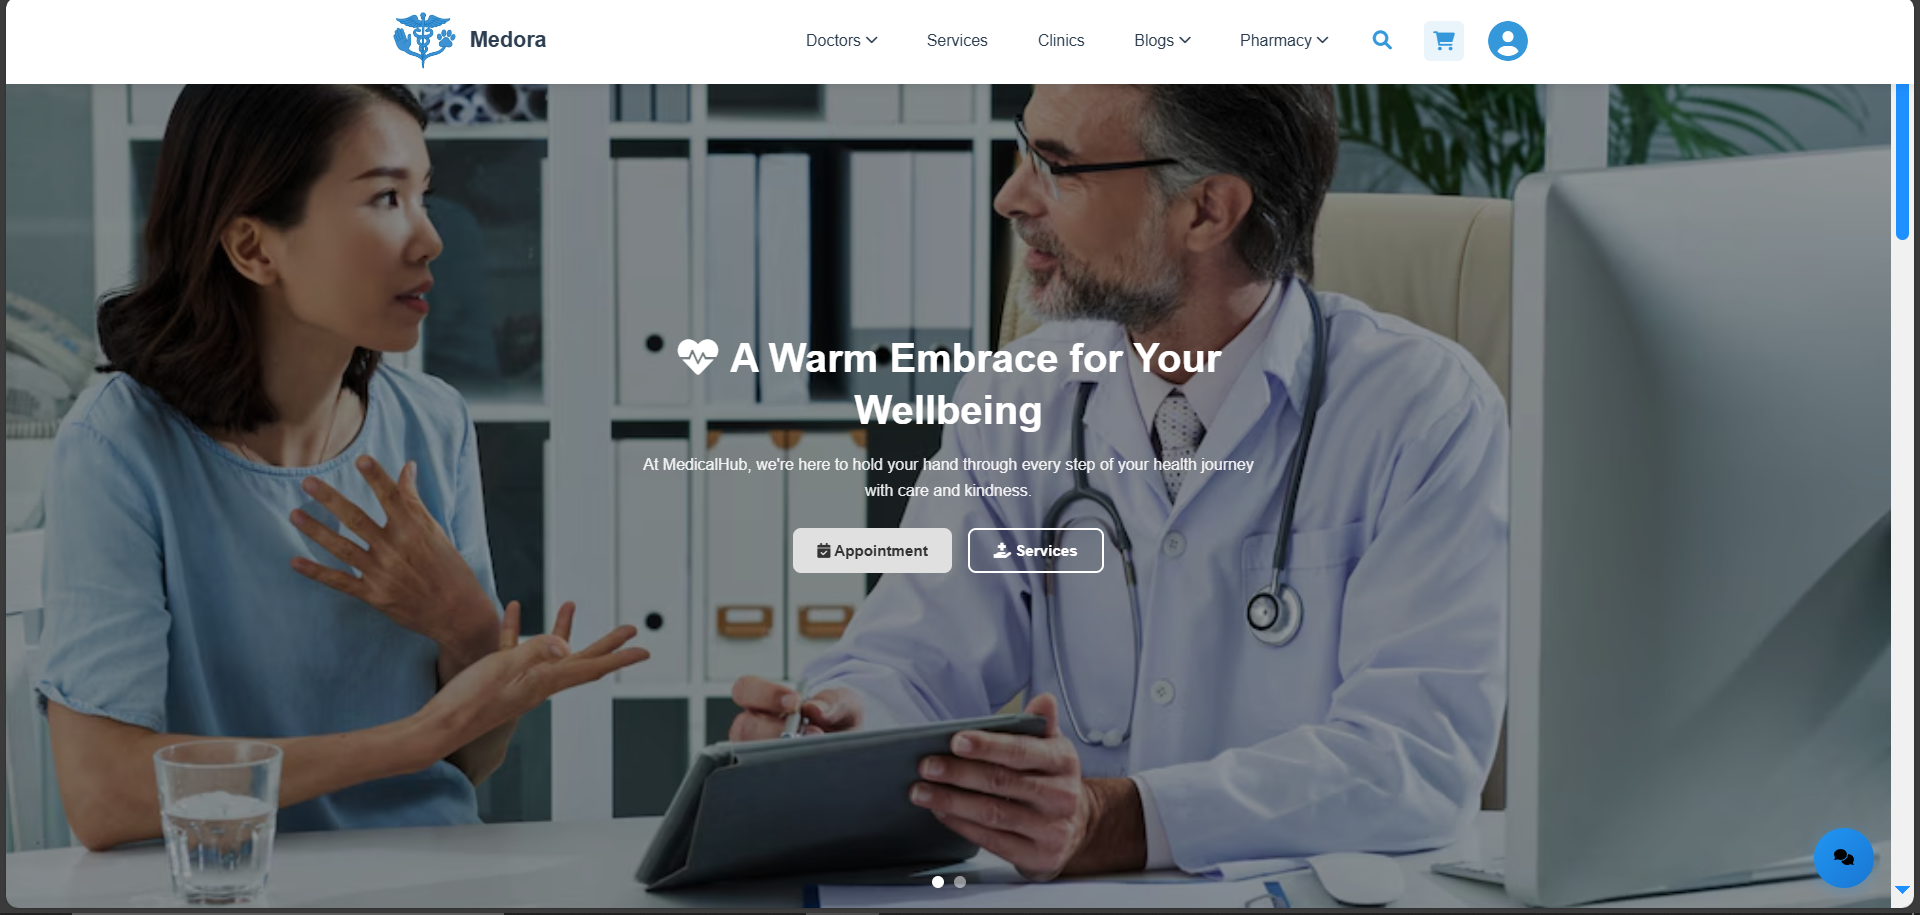 Medora
Doctors
Services
Clinics
Blogs
Pharmacy
A Warm Embrace for Your
Wellbeing
At MedicalHub, we're here to hold your hand through every step of your health journey
with care and kindness.
Appointment
Services